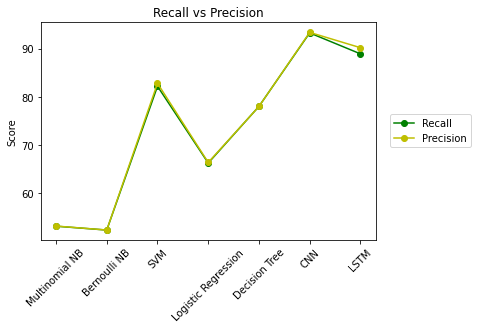 Recall vs Precision
Score
90
80
70
60
Multinomial NB
Bernoulli NB
SVM
Logistic Regression
Decision Tree
CNN
LSTM
Recall
Precision